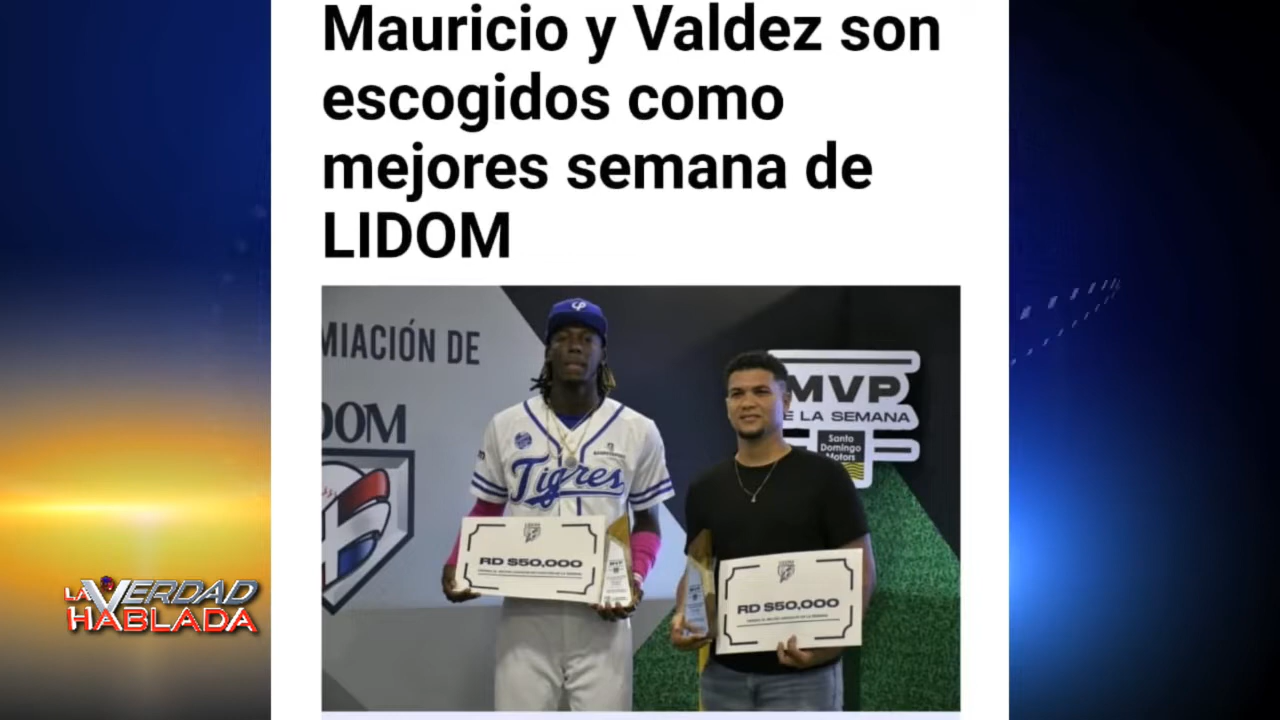 Mauricio y Valdez son
escogidos como
mejores semana de
LIDOM
MIACIÓN DE
DOM
MVP
E LA SEMANA
Santo
Domingo
Motors
Tigres
RD $50,000
MVP
RD $50,000
LA VERDAD
HABLADA